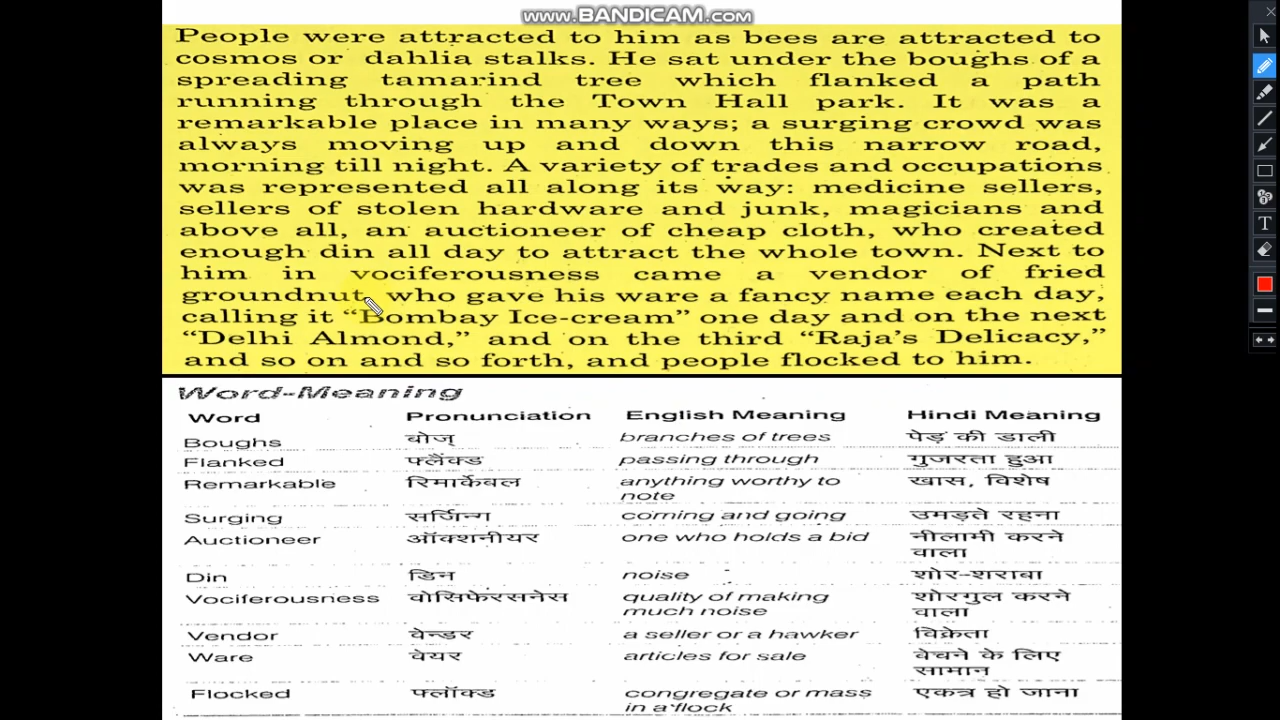 www.BANDICAM.com
People were attracted to him as bees are attracted to
cosmos or dahlia stalks. He sat under the boughs of a
spreading tamarind tree which flanked a path
running through the Town Hall park. It was a
remarkable place in many ways; a surging crowd was
always moving up and down this narrow road,
morning till night. A variety of trades and occupations
was represented all along its way: medicine sellers,
sellers of stolen hardware and junk, magicians and
above all, an auctioneer of cheap cloth, who created
enough din all day to attract the whole town. Next to
him in vociferousness came a vendor of fried
groundnut, who gave his ware a fancy name each day,
calling it “Bombay Ice-cream” one day and on the next
“Delhi Almond,” and on the third “Raja's Delicacy,”
and so on and so forth, and people flocked to him.
Word-Meaning
Word Pronunciation English Meaning Hindi Meaning
Boughs बोज् branches of trees पेड़ की डाली
Flanked फ्लैंक्ड passing through गुजरता हुआ
Remarkable रिमार्केबल anything worthy to note खास, विशेष
Surging सर्जिन्ग coming and going उमड़ते रहना
Auctioneer ऑक्शनीयर one who holds a bid नीलामी करने वाला
Din डिन noise शोर-शराबा
Vociferousness वोसिफेरसनेस quality of making much noise शोरगुल करने वाला
Vendor वेन्डर a seller or a hawker विक्रेता
Ware वेयर articles for sale बेचने के लिए सामान
Flocked फ्लॉक्ड congregate or mass in a flock एकत्र हो जाना
T